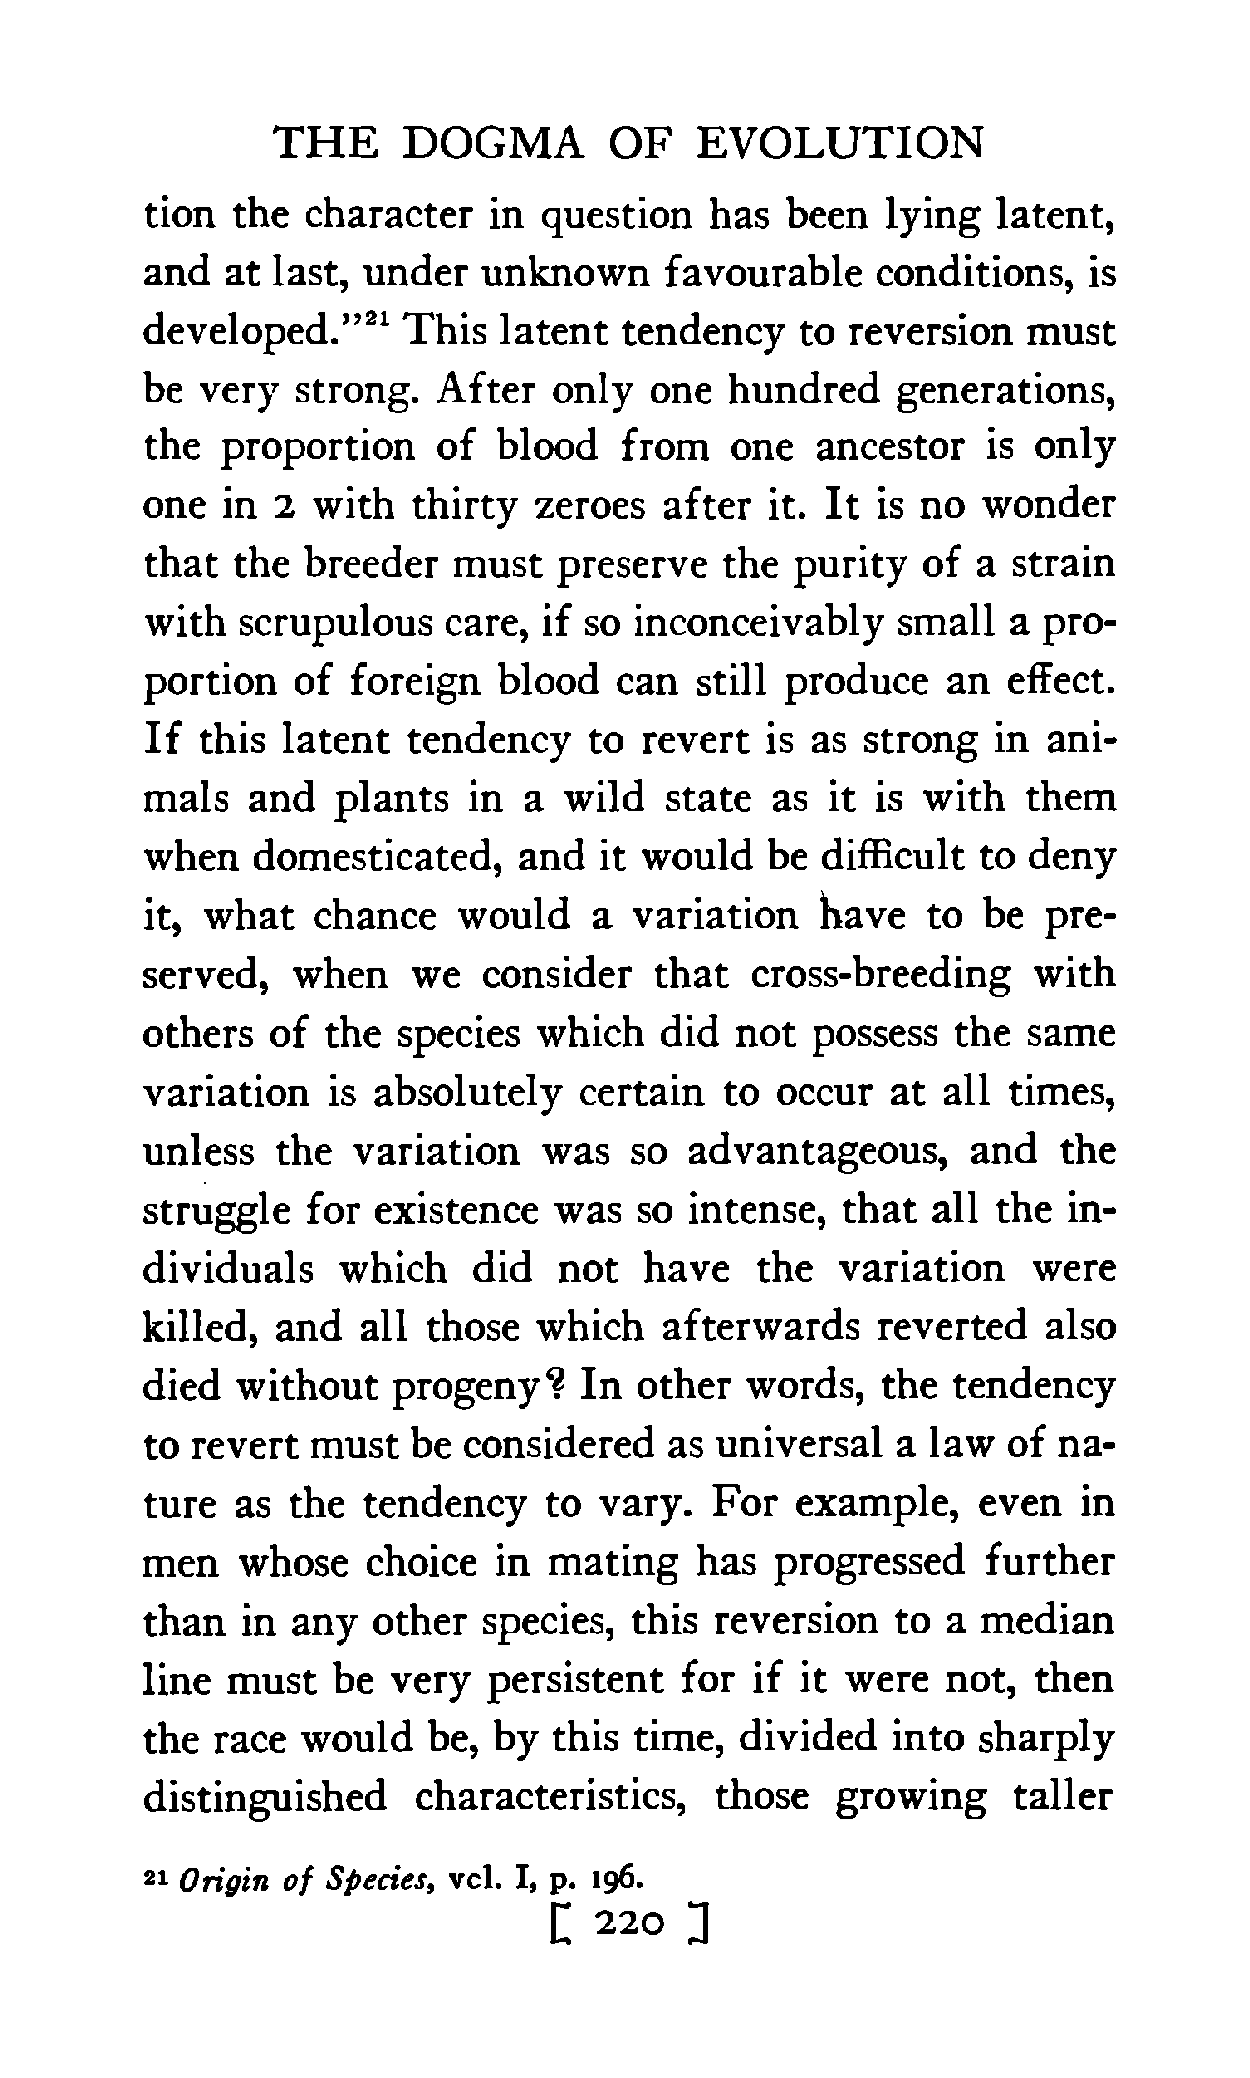 THE DOGMA OF EVOLUTION
tion the character in question has been lying latent,
and at last, under unknown favourable conditions, is
developed."²¹ This latent tendency to reversion must
be very strong. After only one hundred generations,
the proportion of blood from one ancestor is only
one in 2 with thirty zeroes after it. It is no wonder
that the breeder must preserve the purity of a strain
with scrupulous care, if so inconceivably small a pro-
portion of foreign blood can still produce an effect.
If this latent tendency to revert is as strong in ani-
mals and plants in a wild state as it is with them
when domesticated, and it would be difficult to deny
it, what chance would a variation have to be pre-
served, when we consider that cross-breeding with
others of the species which did not possess the same
variation is absolutely certain to occur at all times,
unless the variation was so advantageous, and the
struggle for existence was so intense, that all the in-
dividuals which did not have the variation were
killed, and all those which afterwards reverted also
died without progeny? In other words, the tendency
to revert must be considered as universal a law of na-
ture as the tendency to vary. For example, even in
men whose choice in mating has progressed further
than in any other species, this reversion to a median
line must be very persistent for if it were not, then
the race would be, by this time, divided into sharply
distinguished characteristics, those growing taller
²¹ Origin of Species, vol. I, p. 196.
[ 220 ]